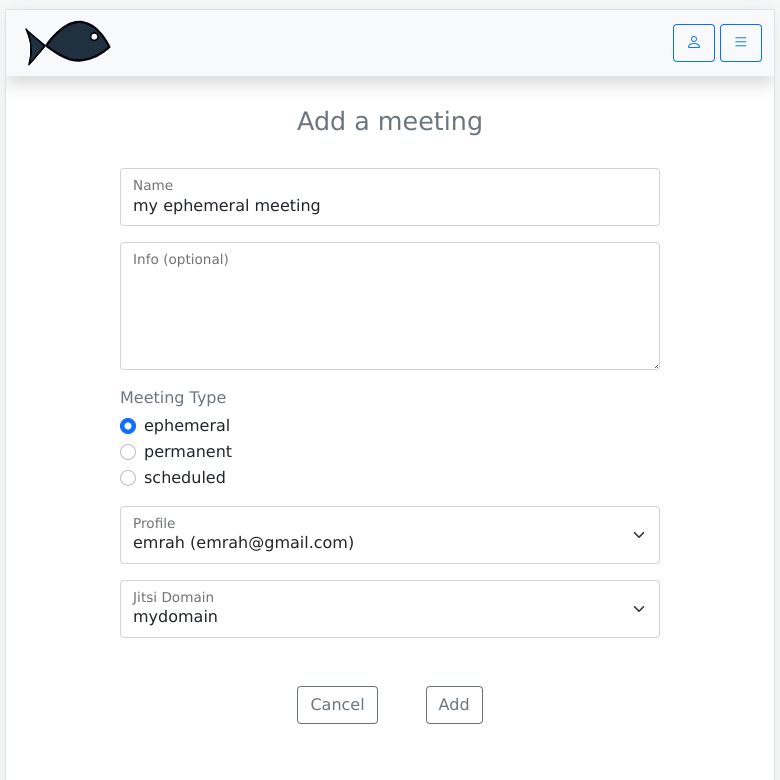 Add a meeting
Name
my ephemeral meeting
Info (optional)
Meeting Type
ephemeral
permanent
scheduled
Profile
emrah (emrah@gmail.com)
Jitsi Domain
mydomain
Cancel Add